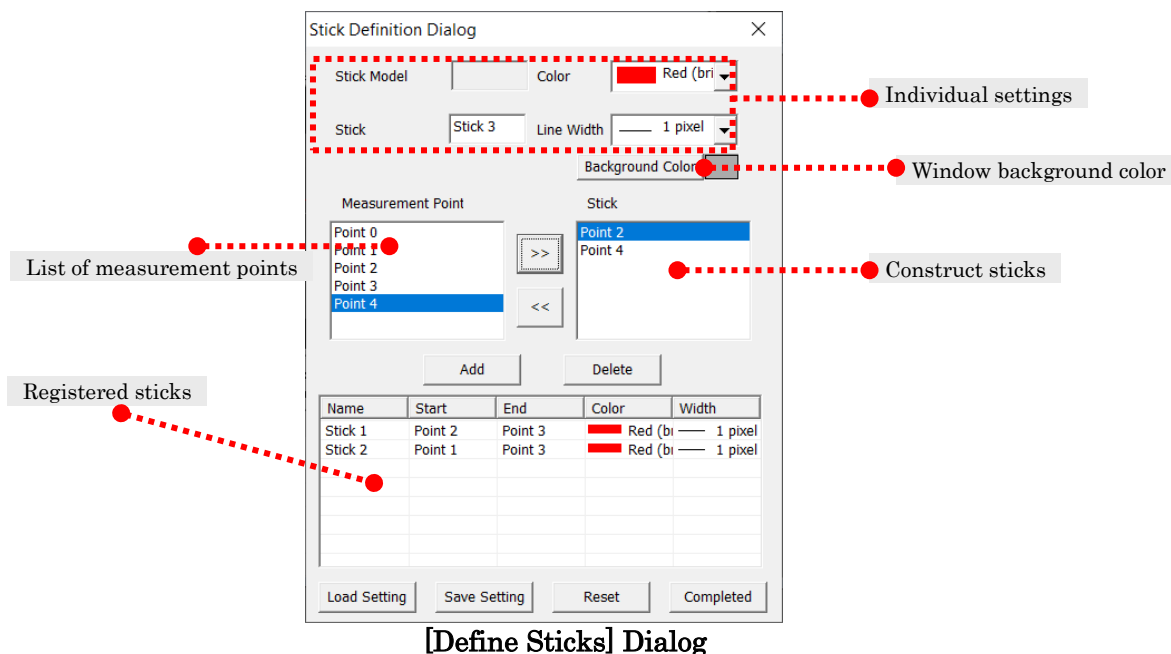 Stick Definition Dialog
Stick Model Color Red (bri
Individual settings
Stick Stick 3 Line Width 1 pixel
Background Color
Window background color
Measurement Point Stick
Point 0 Point 2
Point 1 >> Point 4
List of measurement points
Point 2
Construct sticks
Point 3
Point 4 <<
Add Delete
Registered sticks
Name Start End Color Width
Stick 1 Point 2 Point 3 Red (bri 1 pixel
Stick 2 Point 1 Point 3 Red (bri 1 pixel
Load Setting Save Setting Reset Completed
[Define Sticks] Dialog